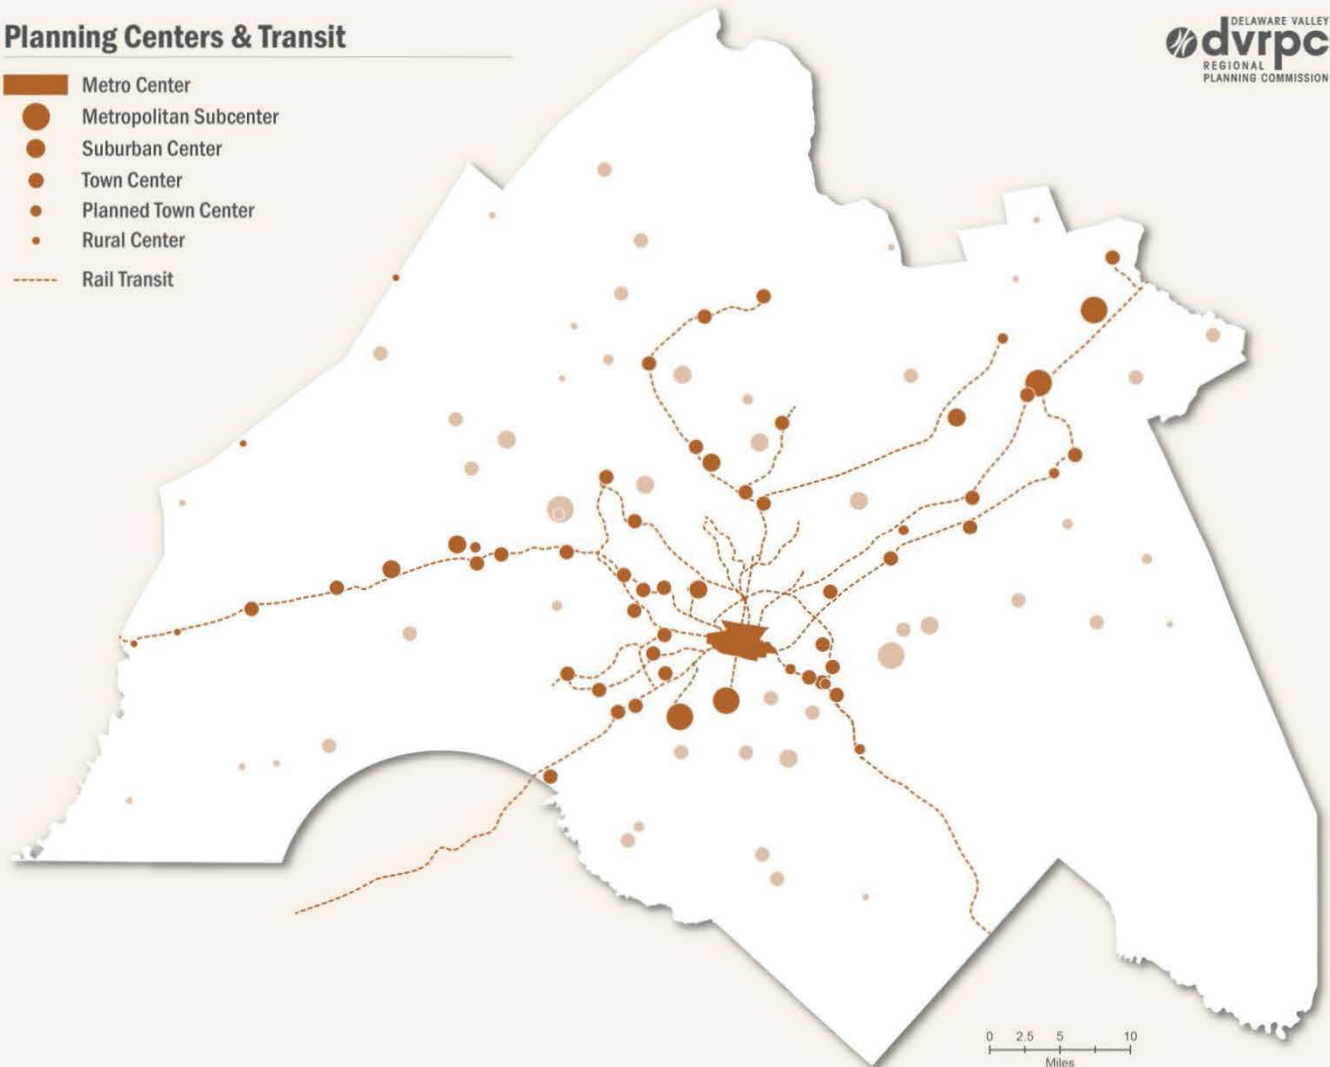 Planning Centers & Transit
Metro Center
Metropolitan Subcenter
Suburban Center
Town Center
Planned Town Center
Rural Center
Rail Transit
DELAWARE VALLEY
dvrpc
REGIONAL
PLANNING COMMISSION
0 2.5 5 10
Miles